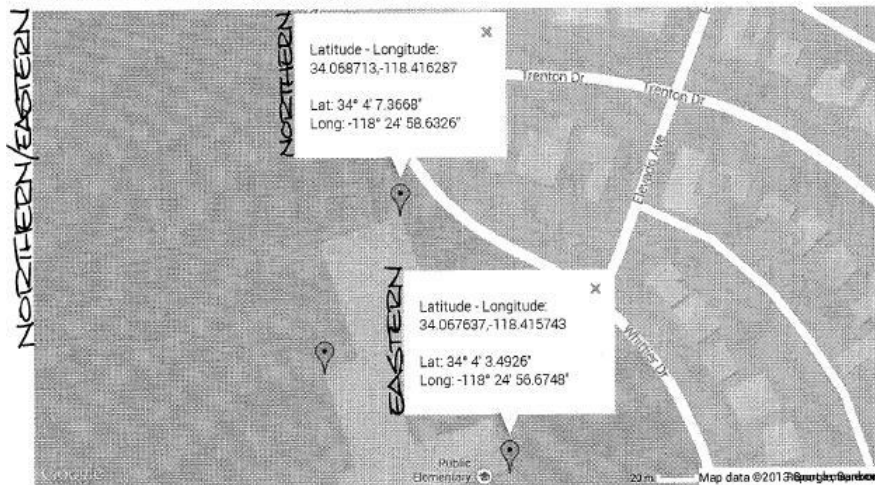 NORTHERN/EASTERN
NORTHERN
Latitude - Longitude:
34.068713,-118.416287
Lat: 34° 4' 7.3668"
Long: -118° 24' 58.6326"
Trenton Dr
Trenton Dr
Elevado Ave
EASTERN
Latitude - Longitude:
34.067637,-118.415743
Lat: 34° 4' 3.4926"
Long: -118° 24' 56.6748"
Whittier Dr
Public
Elementary
Google
20 m
Map data ©2013